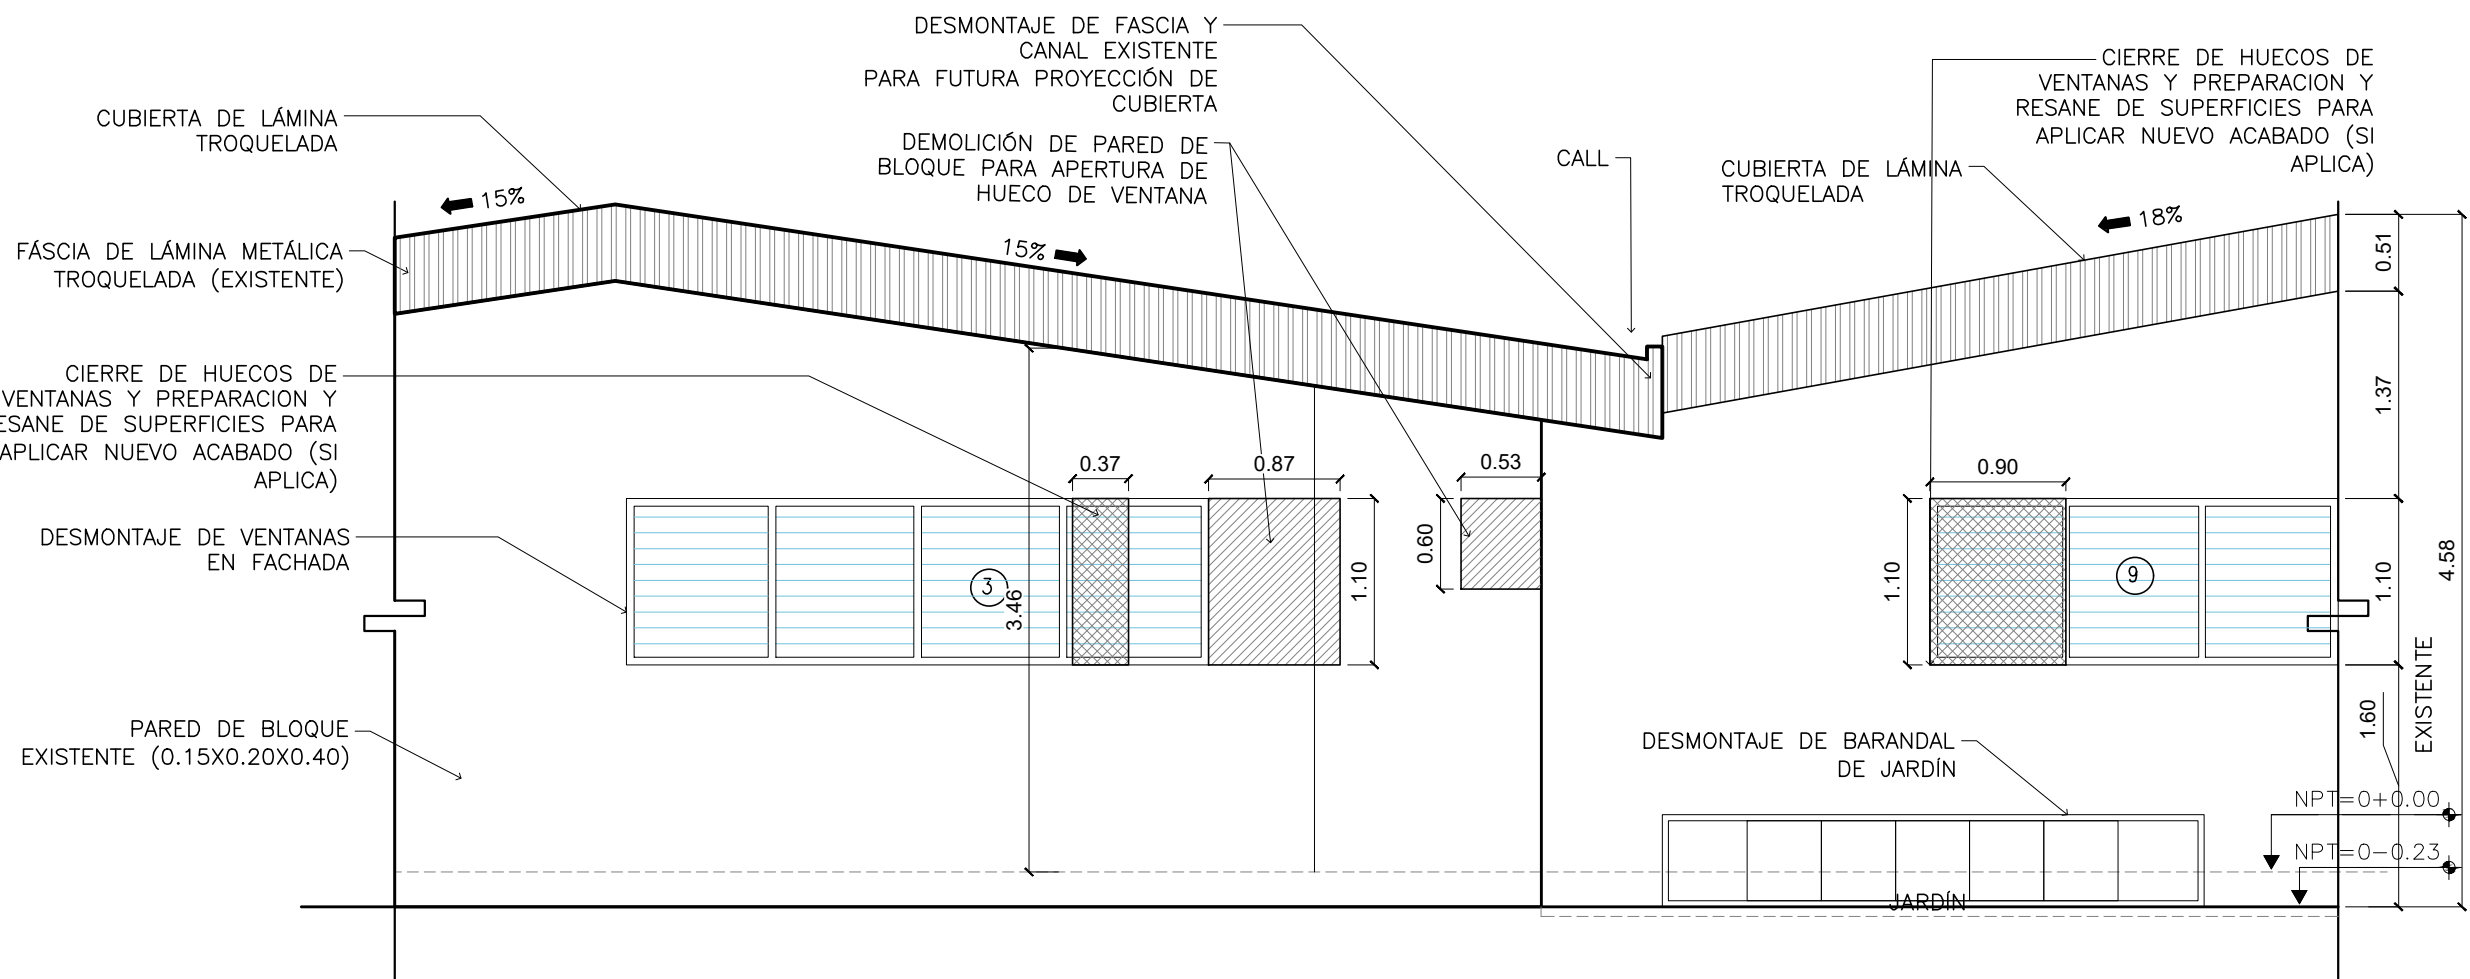 DESMONTAJE DE FASCIA Y
CANAL EXISTENTE
PARA FUTURA PROYECCIÓN DE
CUBIERTA
CIERRE DE HUECOS DE
VENTANAS Y PREPARACION Y
RESANE DE SUPERFICIES PARA
APLICAR NUEVO ACABADO (SI
APLICA)
CUBIERTA DE LÁMINA
TROQUELADA
DEMOLICIÓN DE PARED DE
BLOQUE PARA APERTURA DE
HUECO DE VENTANA
CALL
CUBIERTA DE LÁMINA
TROQUELADA
15%
18%
FÁSCIA DE LÁMINA METÁLICA
TROQUELADA (EXISTENTE)
15%
0.51
CIERRE DE HUECOS DE
VENTANAS Y PREPARACION Y
ESANE DE SUPERFICIES PARA
APLICAR NUEVO ACABADO (SI
APLICA)
1.37
0.37
0.87
0.53
0.90
DESMONTAJE DE VENTANAS
EN FACHADA
3
3.46
1.10
0.60
1.10
9
1.10
4.58
PARED DE BLOQUE
EXISTENTE (0.15X0.20X0.40)
DESMONTAJE DE BARANDAL
DE JARDÍN
1.60
EXISTENTE
NPT=0+0.00
NPT=0-0.23
JARDÍN